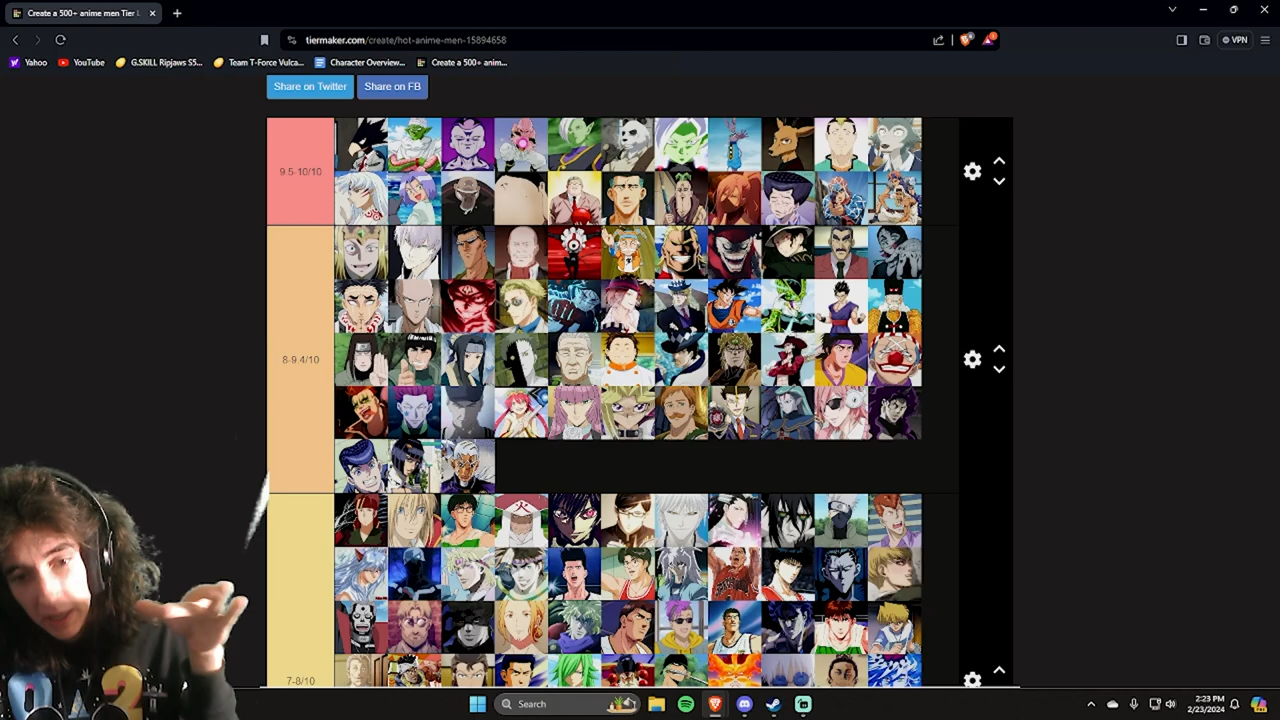 Create a 500+ anime men Tier l
tiermaker.com/create/hot-anime-men-15894658
VPN
Yahoo
YouTube
G.SKILL Ripjaws S5...
Team T-Force Vulca...
Character Overview...
Create a 500+ anim...
Share on Twitter
Share on FB
9.5-10/10
8-9.4/10
7-8/10
Search
2:23 PM
2/23/2024